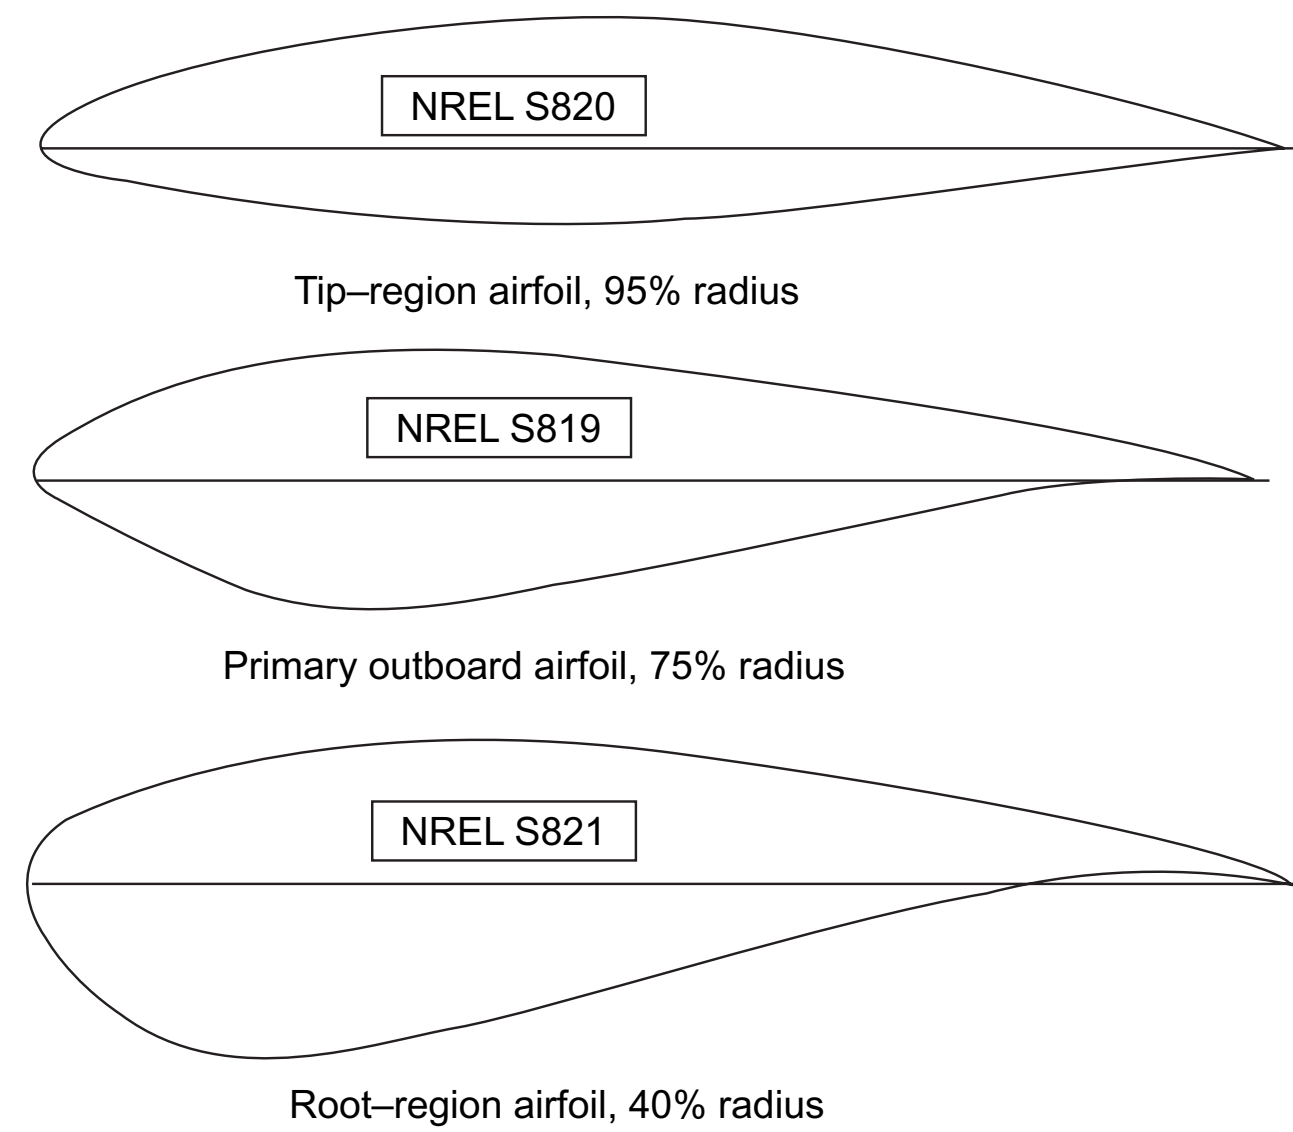 NREL S820
Tip–region airfoil, 95% radius
NREL S819
Primary outboard airfoil, 75% radius
NREL S821
Root–region airfoil, 40% radius